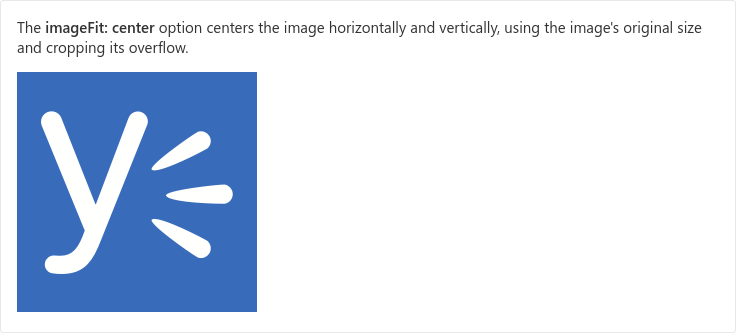 The imageFit: center option centers the image horizontally and vertically, using the image's original size
and cropping its overflow.